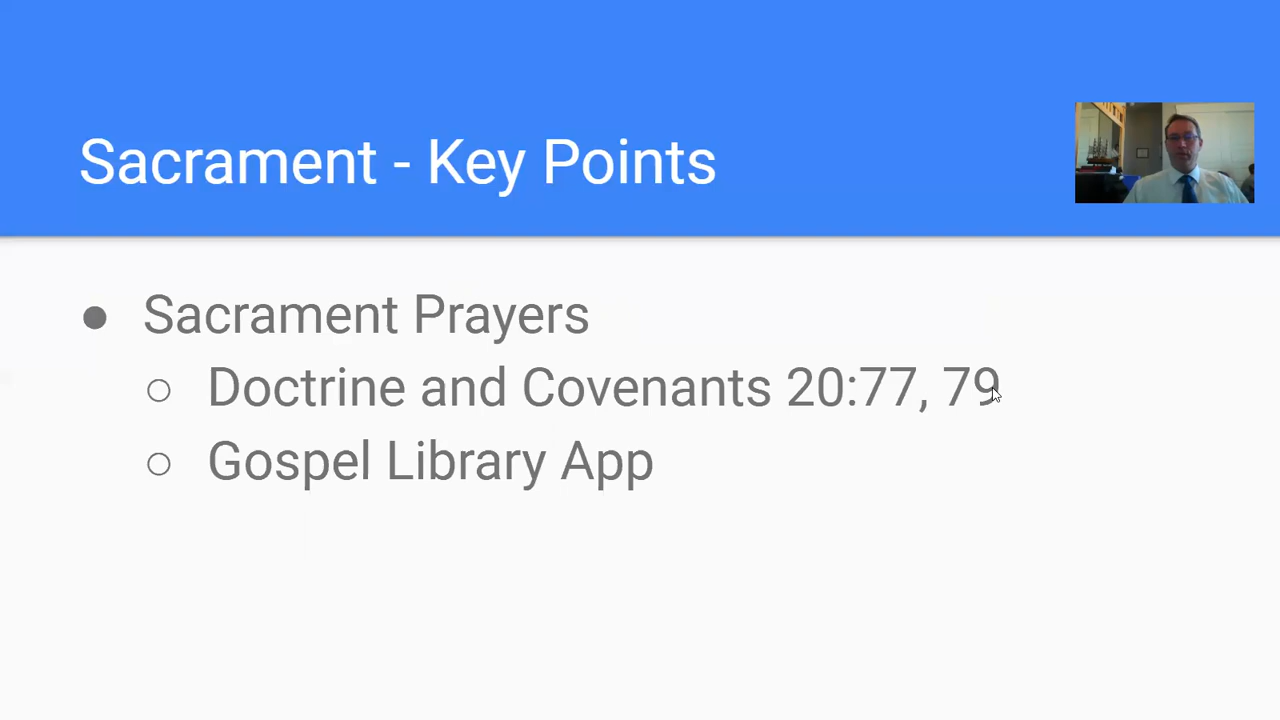 Sacrament - Key Points
● Sacrament Prayers
○ Doctrine and Covenants 20:77, 79
○ Gospel Library App